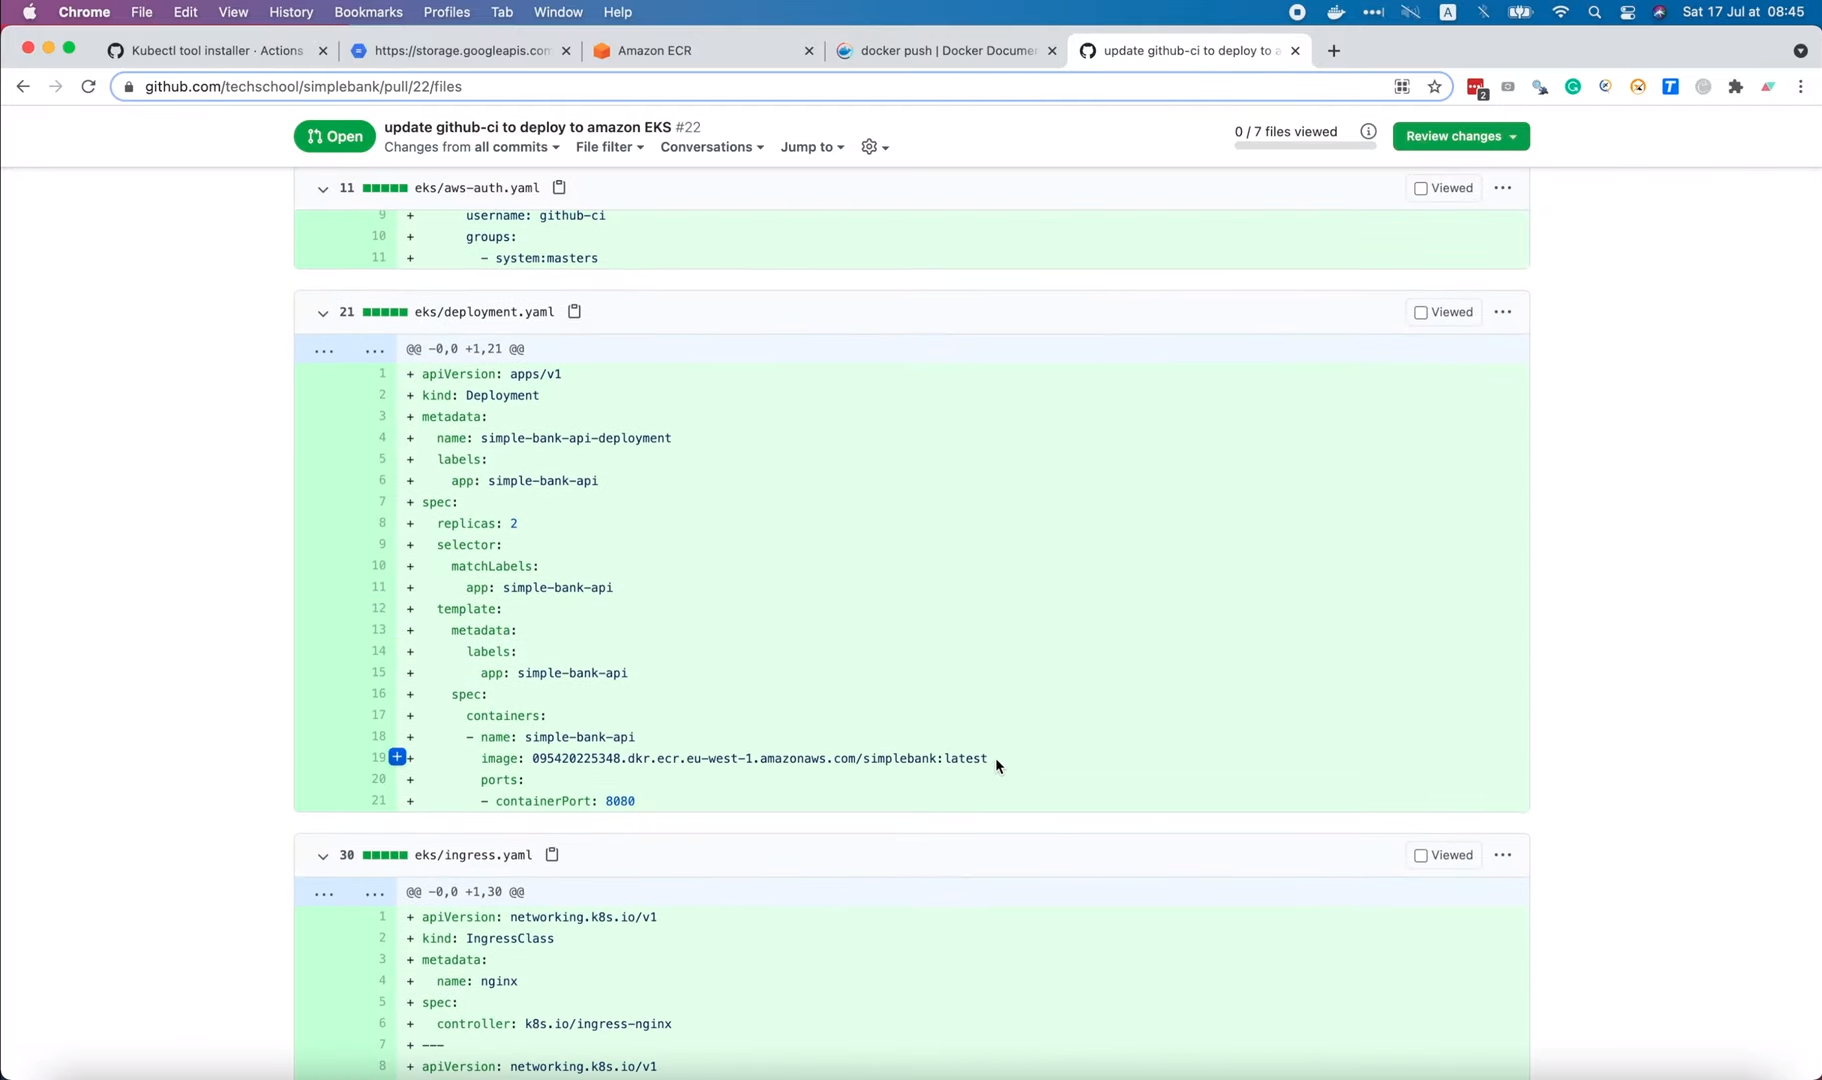 Chrome File Edit View History Bookmarks Profiles Tab Window Help A Sat 17 Jul at 08:45
Kubectl tool installer · Actions https://storage.googleapis.com Amazon ECR docker push | Docker Documen update github-ci to deploy to a
github.com/techschool/simplebank/pull/22/files 2 T
Open update github-ci to deploy to amazon EKS #22
Changes from all commits File filter Conversations Jump to
0 / 7 files viewed Review changes
11 eks/aws-auth.yaml Viewed ...
9 + username: github-ci
10 + groups:
11 + - system:masters
21 eks/deployment.yaml Viewed ...
... ... @@ -0,0 +1,21 @@
1 + apiVersion: apps/v1
2 + kind: Deployment
3 + metadata:
4 + name: simple-bank-api-deployment
5 + labels:
6 + app: simple-bank-api
7 + spec:
8 + replicas: 2
9 + selector:
10 + matchLabels:
11 + app: simple-bank-api
12 + template:
13 + metadata:
14 + labels:
15 + app: simple-bank-api
16 + spec:
17 + containers:
18 + - name: simple-bank-api
19 + image: 095420225348.dkr.ecr.eu-west-1.amazonaws.com/simplebank:latest
20 + ports:
21 + - containerPort: 8080
30 eks/ingress.yaml Viewed ...
... ... @@ -0,0 +1,30 @@
1 + apiVersion: networking.k8s.io/v1
2 + kind: IngressClass
3 + metadata:
4 + name: nginx
5 + spec:
6 + controller: k8s.io/ingress-nginx
7 + ---
8 + apiVersion: networking.k8s.io/v1